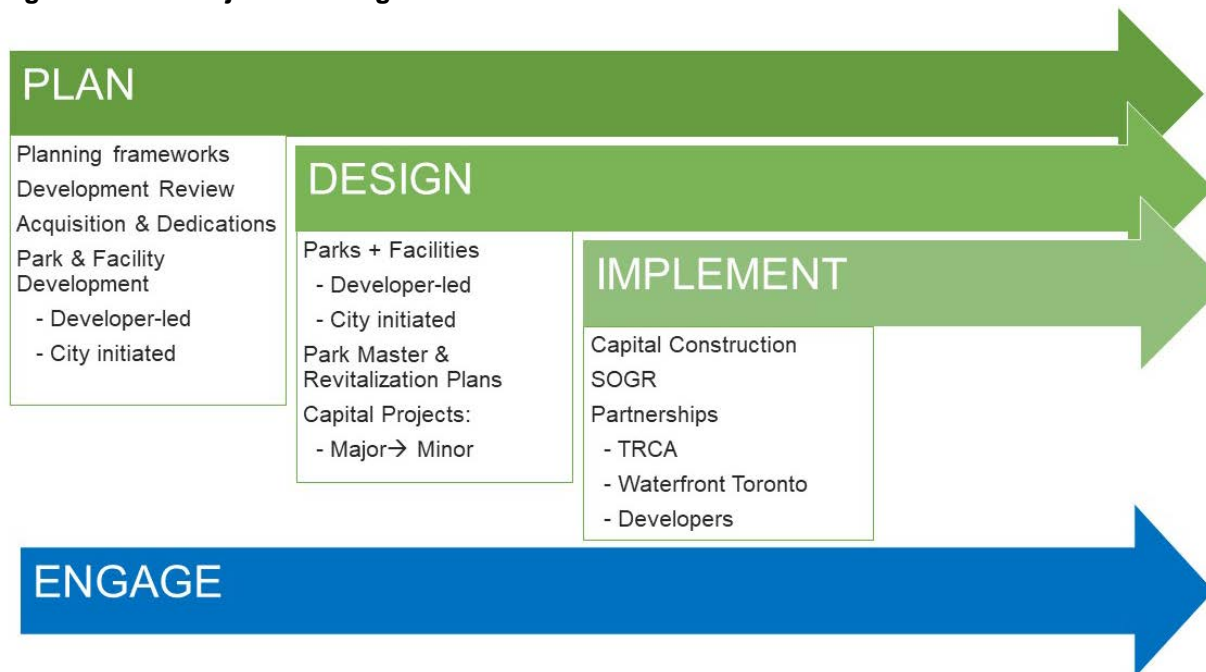 PLAN
Planning frameworks
Development Review
Acquisition & Dedications
Park & Facility
Development
- Developer-led
- City initiated
DESIGN
Parks + Facilities
- Developer-led
- City initiated
Park Master &
Revitalization Plans
Capital Projects:
- Major→ Minor
IMPLEMENT
Capital Construction
SOGR
Partnerships
- TRCA
- Waterfront Toronto
- Developers
ENGAGE